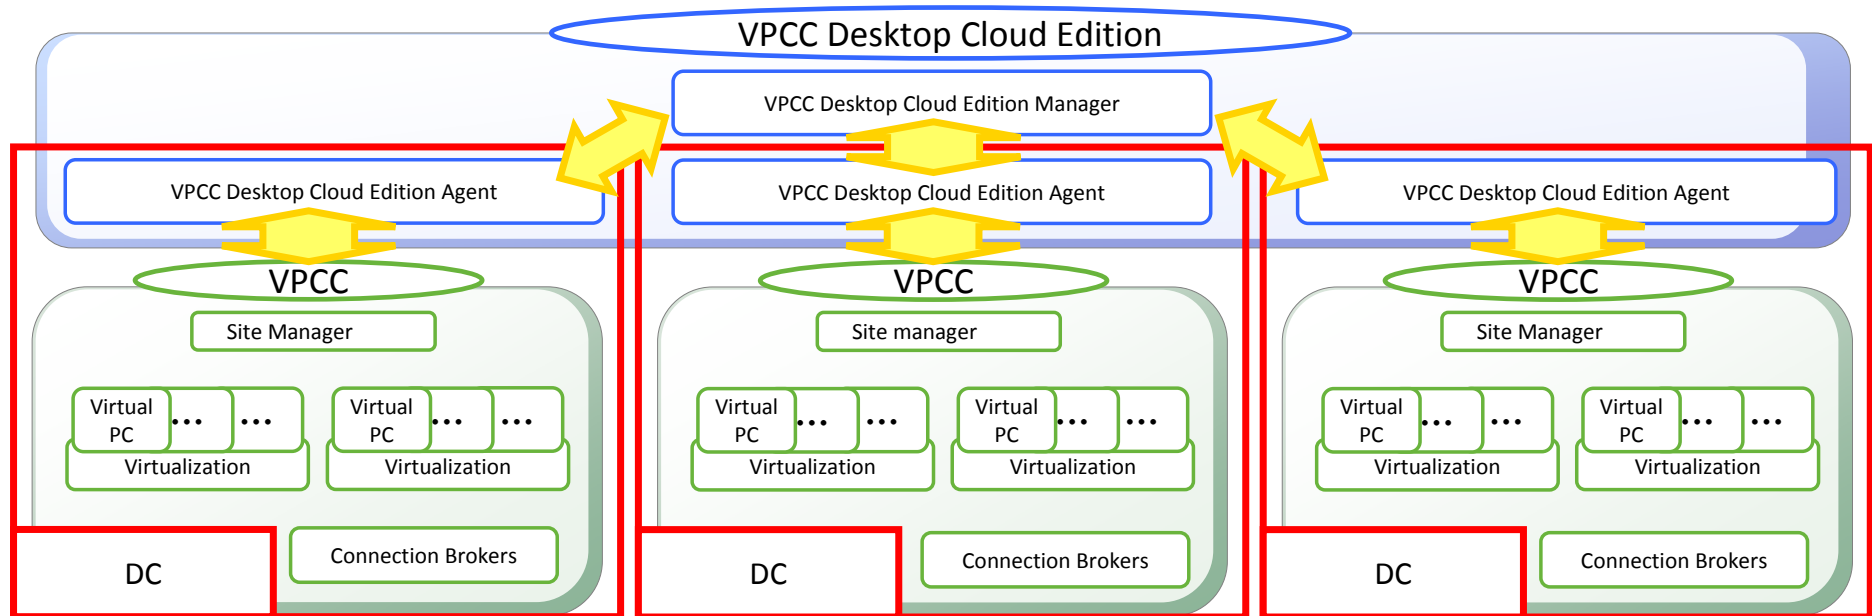 VPCC Desktop Cloud Edition
VPCC Desktop Cloud Edition Manager
VPCC Desktop Cloud Edition Agent
VPCC Desktop Cloud Edition Agent
VPCC Desktop Cloud Edition Agent
VPCC
Site Manager
Virtual
PC
...
...
Virtualization
Virtual
PC
...
...
Virtualization
Connection Brokers
DC
VPCC
Site manager
Virtual
PC
...
...
Virtualization
Virtual
PC
...
...
Virtualization
Connection Brokers
DC
VPCC
Site Manager
Virtual
PC
...
...
Virtualization
Virtual
PC
...
...
Virtualization
Connection Brokers
DC